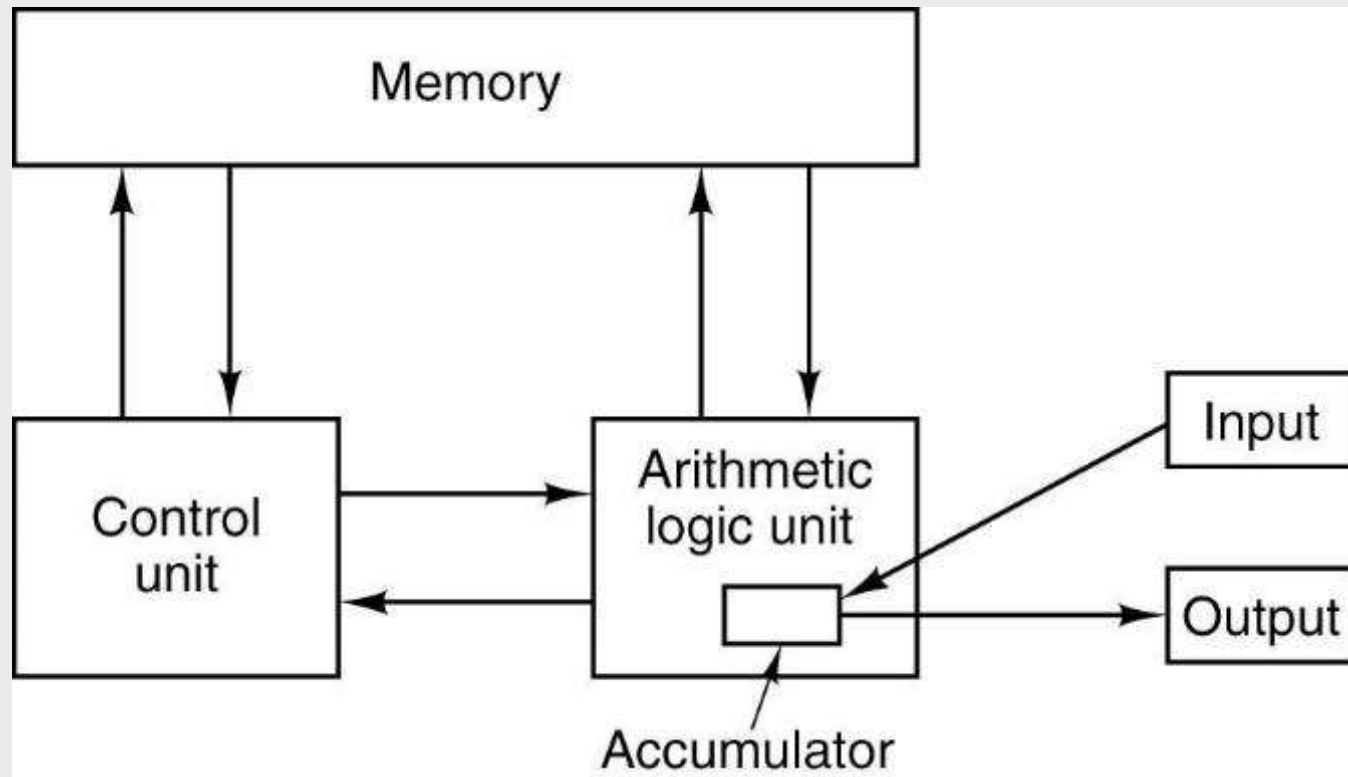 Memory
Control
unit
Arithmetic
logic unit
Input
Output
Accumulator